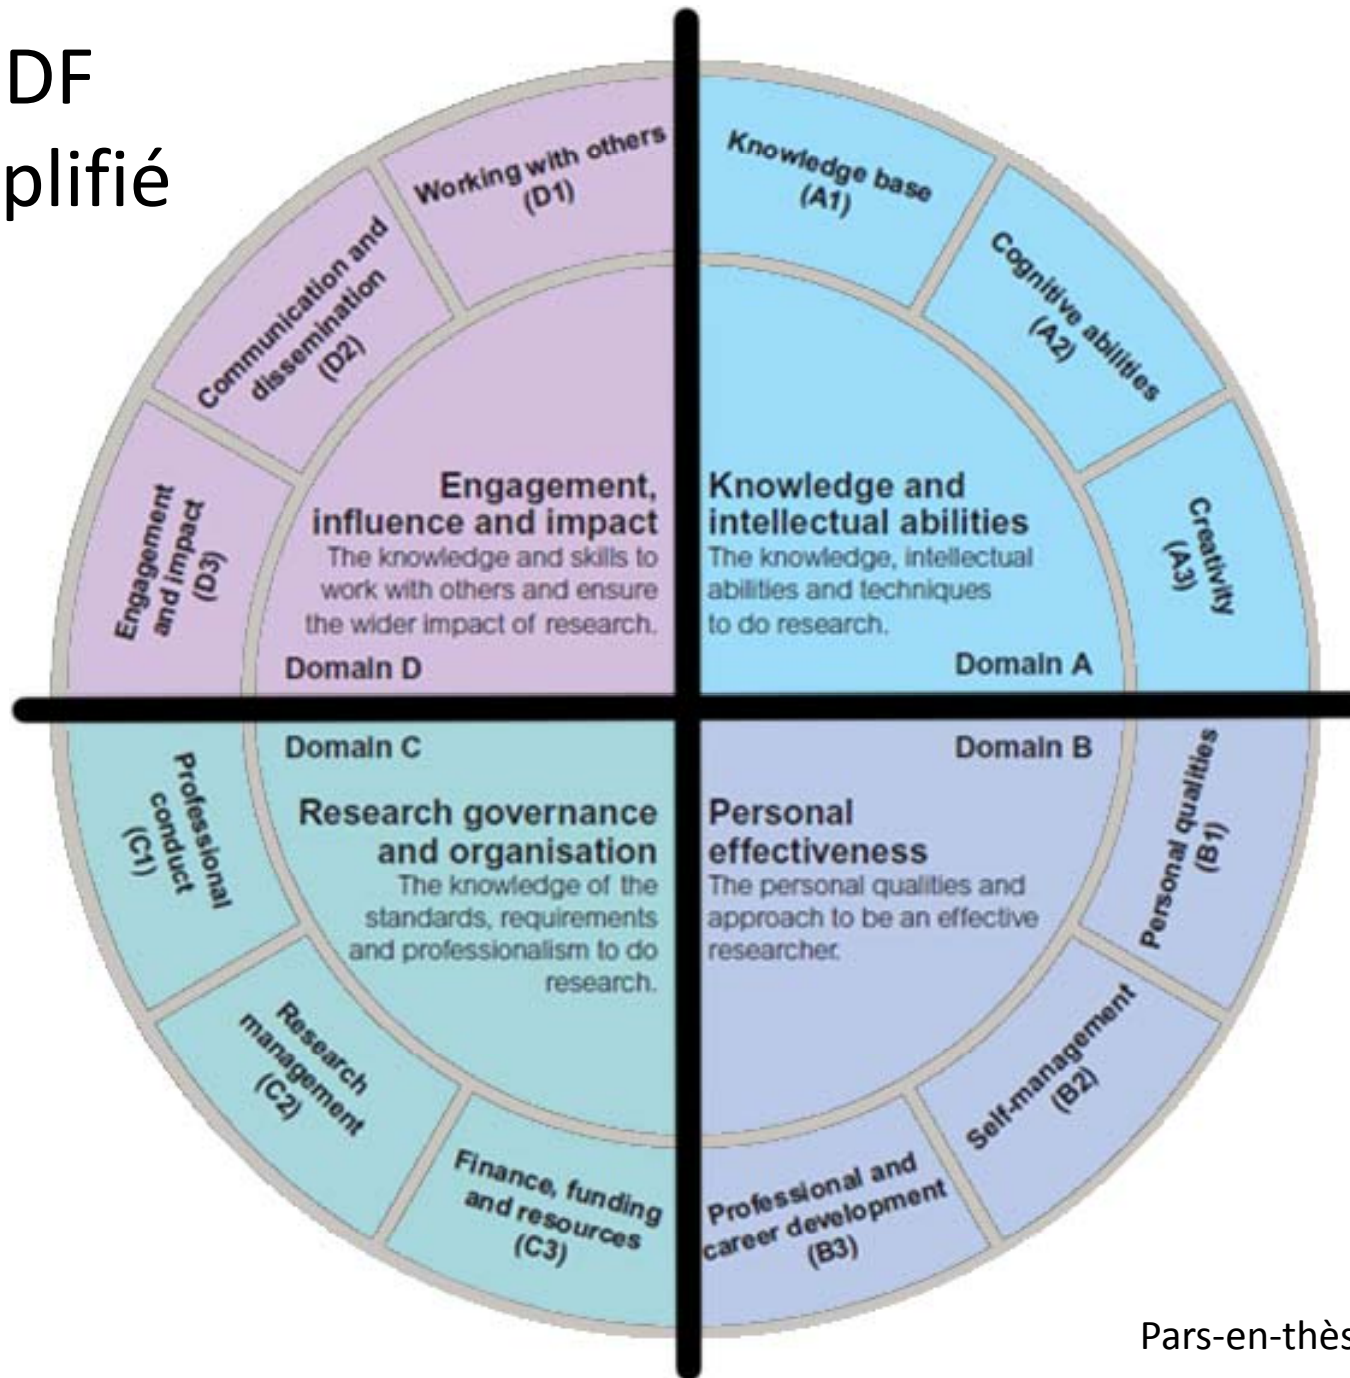 DF
plifié
Working with others
(D1)
Knowledge base
(A1)
Communication and
dissemination
(D2)
Cognitive abilities
(A2)
Engagement
and impact
(D3)
Creativity
(A3)
Engagement,
influence and impact
The knowledge and skills to
work with others and ensure
the wider impact of research.
Domain D
Knowledge and
intellectual abilities
The knowledge, intellectual
abilities and techniques
to do research.
Domain A
Domain C
Research governance
and organisation
The knowledge of the
standards, requirements
and professionalism to do
research.
Domain B
Personal
effectiveness
The personal qualities and
approach to be an effective
researcher.
Professional
conduct
(C1)
Personal qualities
(B1)
Research
management
(C2)
Self-management
(B2)
Finance, funding
and resources
(C3)
Professional and
career development
(B3)
Pars-en-thès